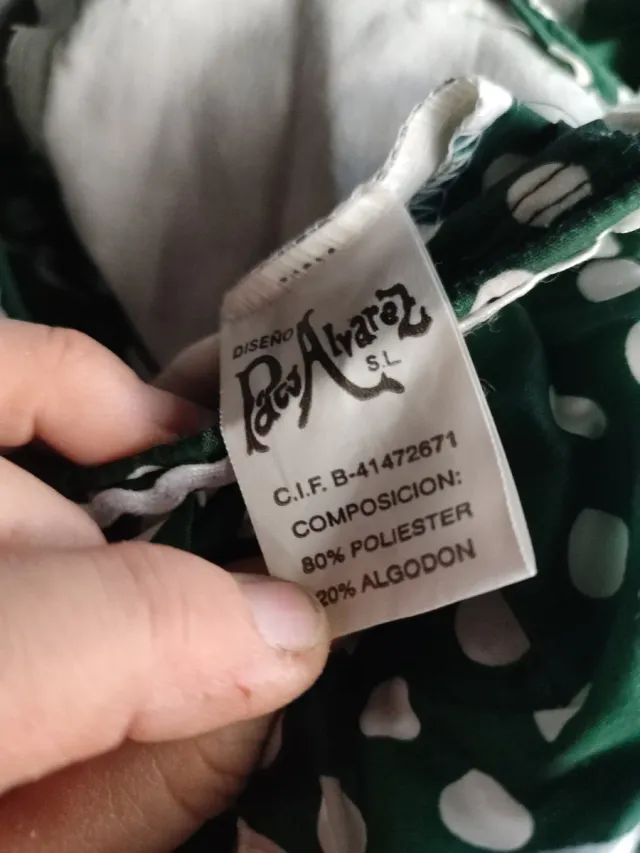 DISEÑO
Paco Alvarez
S.L
C.I.F. B-41472671
COMPOSICION:
80% POLIESTER
20% ALGODON